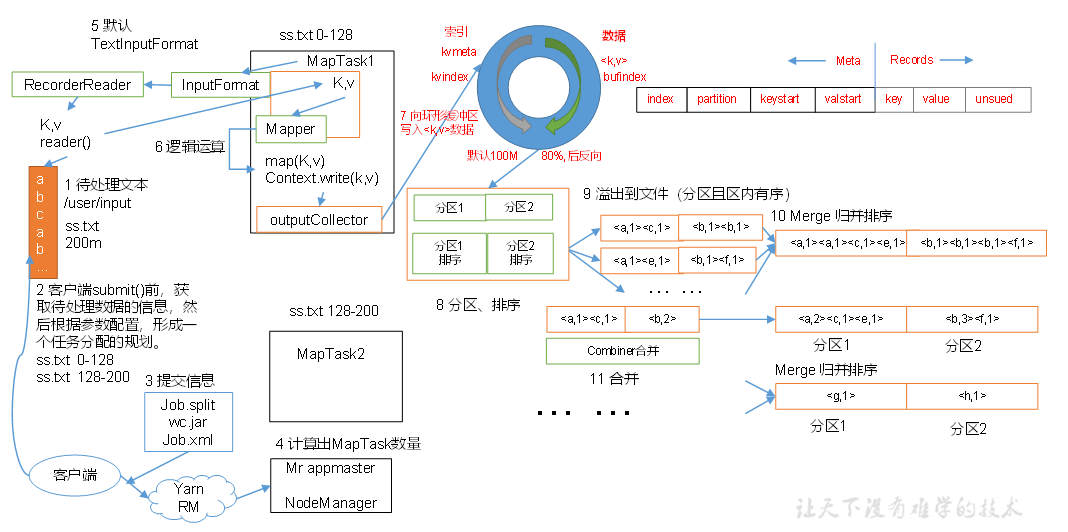 5 默认
TextInputFormat
RecorderReader
InputFormat
K,v
reader()
ss.txt 0-128
MapTask1
K,v
Mapper
6 逻辑运算
map(K,v)
Context.write(k,v)
outputCollector
a
b
c
a
b
...
1 待处理文本
/user/input
ss.txt
200m
2 客户端submit()前，获
取待处理数据的信息，然
后根据参数配置，形成一
个任务分配的规划。
ss.txt 0-128
ss.txt 128-200
3 提交信息
Job.split
wc.jar
Job.xml
客户端
Yarn
RM
4 计算出MapTask数量
Mr appmaster
NodeManager
ss.txt 128-200
MapTask2
索引
kvmeta
kvindex
数据
<k,v>
bufindex
7 向环形缓冲区
写入<k,v>数据
默认100M
80%,后反向
Meta
Records
index
partition
keystart
valstart
key
value
unsued
分区1
分区2
分区1
排序
分区2
排序
8 分区、排序
9 溢出到文件（分区且区内有序）
<a,1><c,1>
<b,1><b,1>
<a,1><e,1>
<b,1><f,1>
... ...
10 Merge 归并排序
<a,1><a,1><c,1><e,1>
<b,1><b,1><b,1><f,1>
<a,1><c,1>
<b,2>
Combiner合并
11 合并
<a,2><c,1><e,1>
<b,3><f,1>
分区1
分区2
Merge 归并排序
<g,1>
<h,1>
分区1
分区2
... ...
让天下没有难学的技术